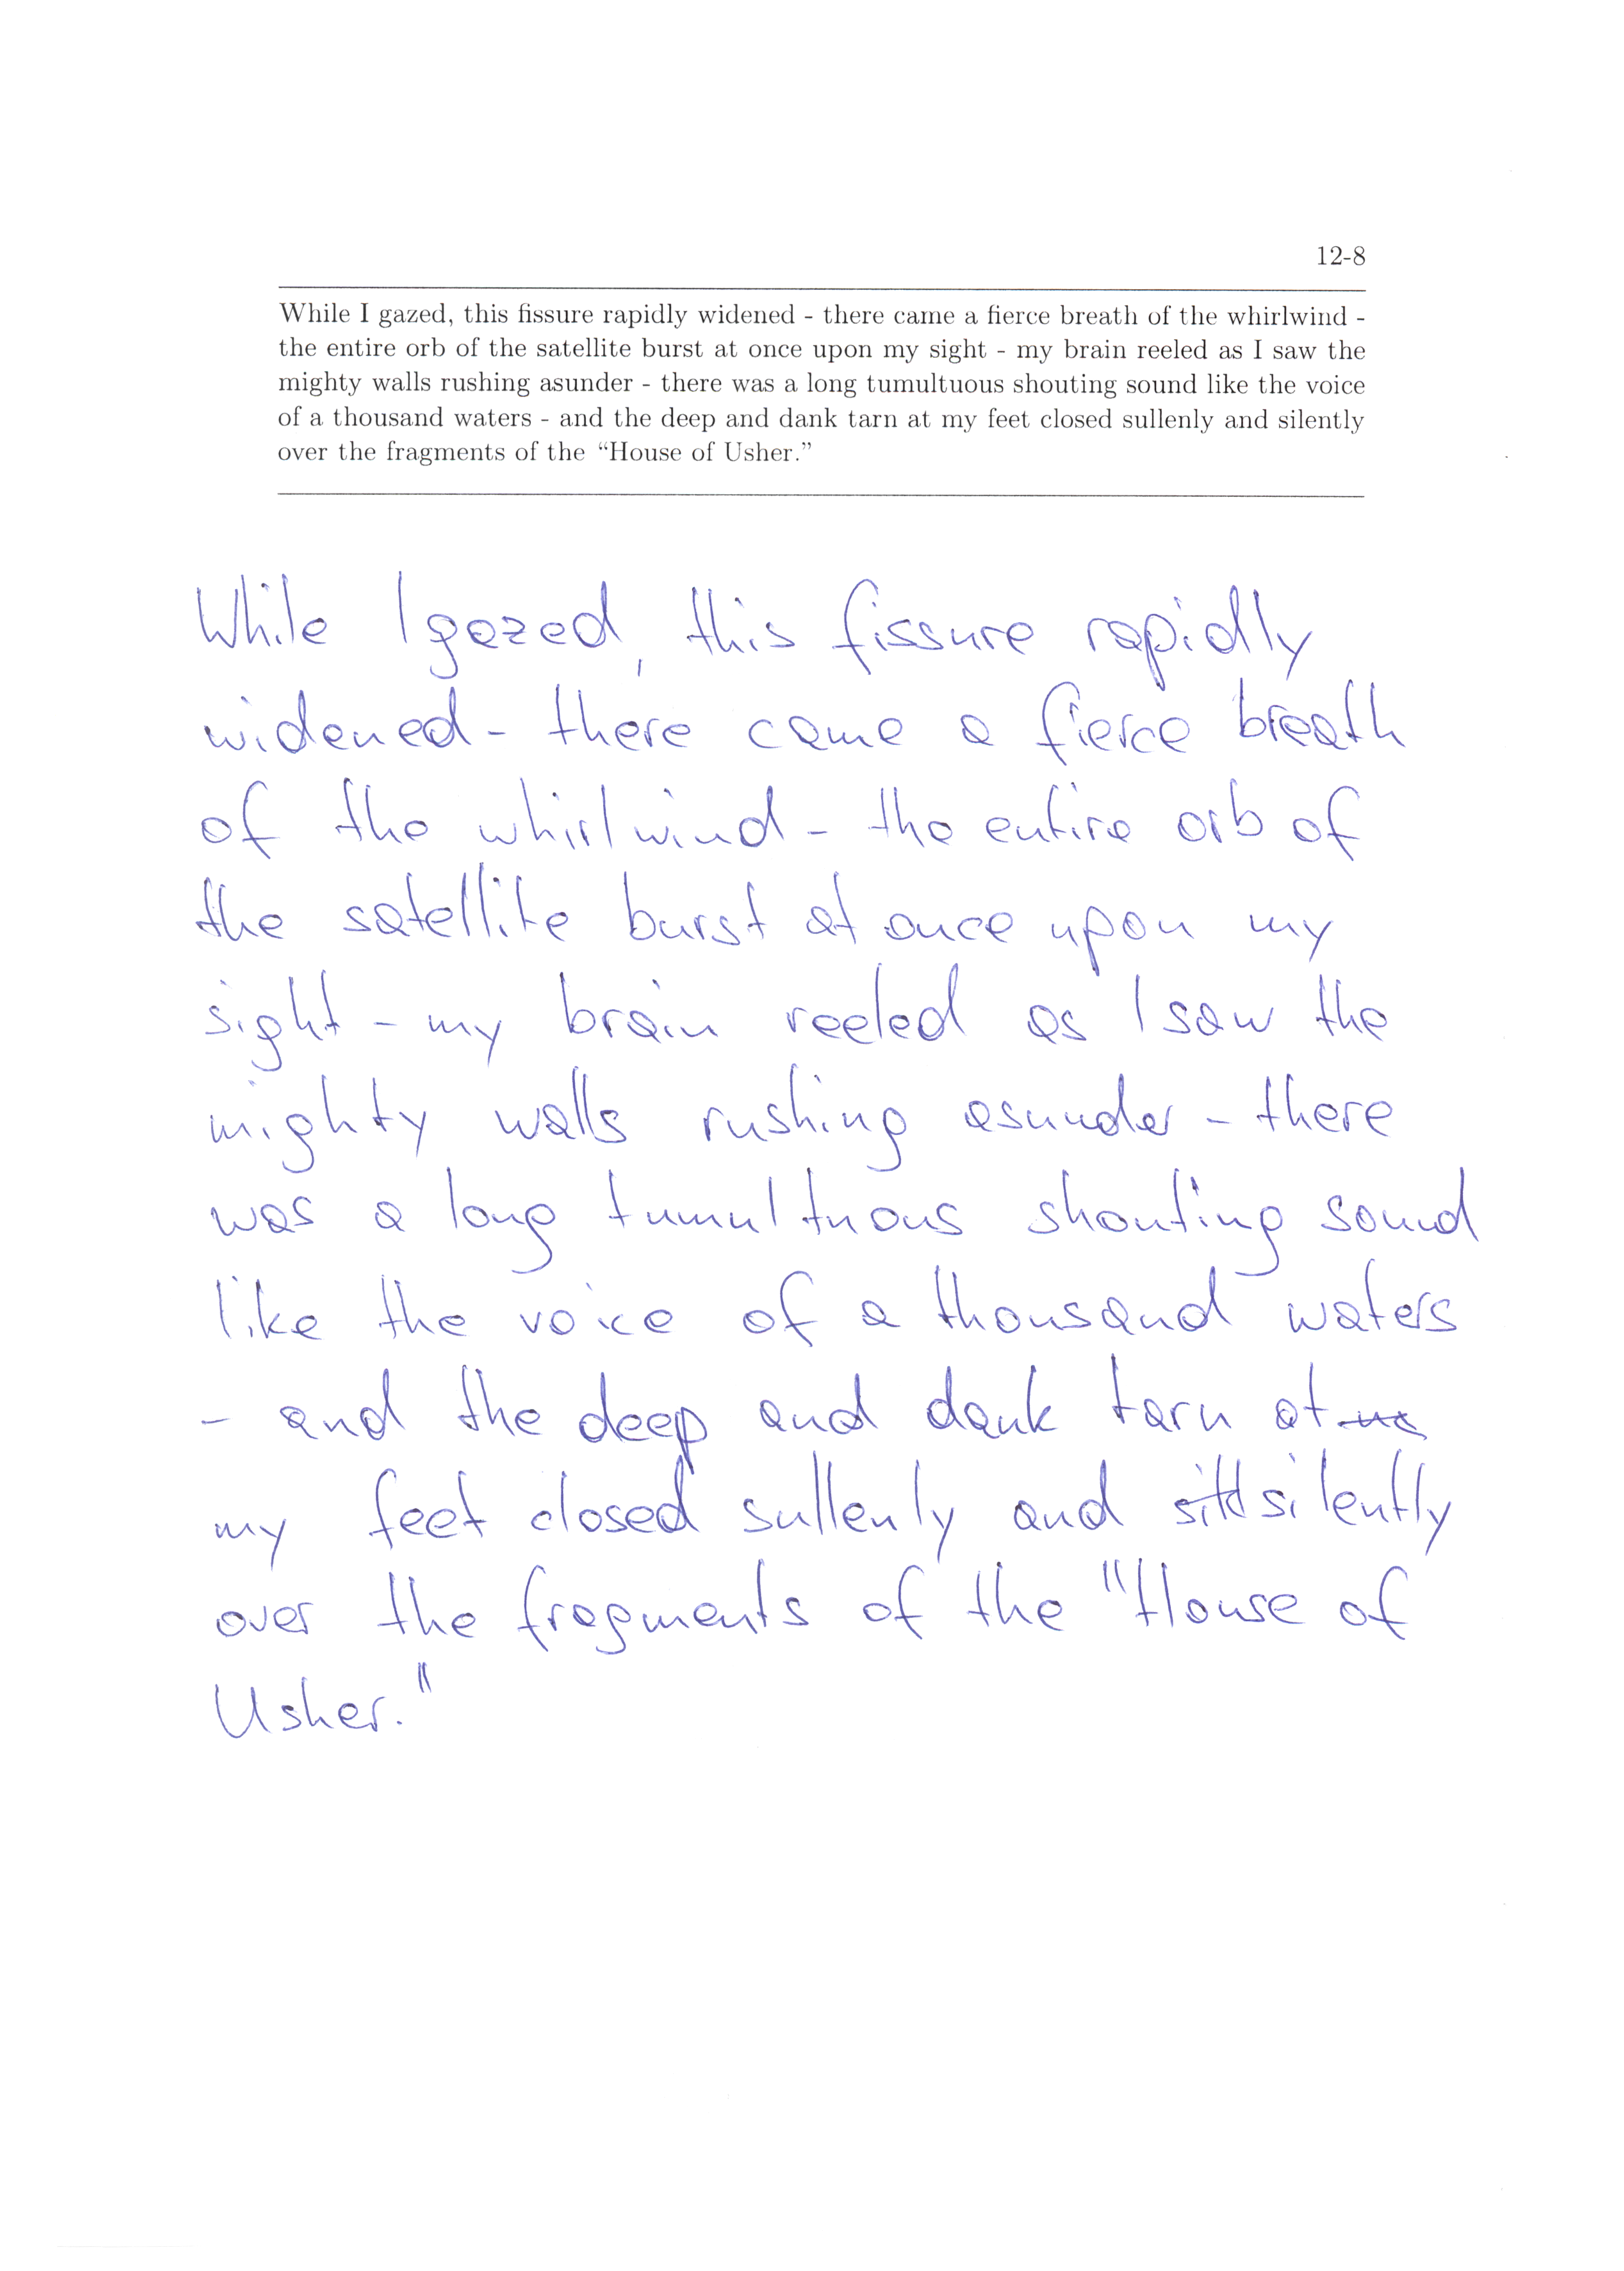 12-8
While I gazed, this fissure rapidly widened - there came a fierce breath of the whirlwind -
the entire orb of the satellite burst at once upon my sight - my brain reeled as I saw the
mighty walls rushing asunder - there was a long tumultuous shouting sound like the voice
of a thousand waters - and the deep and dank tarn at my feet closed sullenly and silently
over the fragments of the “House of Usher.”
While I gazed, this fissure rapidly
widened - there came a fierce breath
of the whirlwind - the entire orb of
the satellite burst at once upon my
sight - my brain reeled as I saw the
mighty walls rushing asunder - there
was a long tumultuous shouting sound
like the voice of a thousand waters
- and the deep and dank tarn at
my feet closed sullenly and silently
over the fragments of the "House of
Usher."